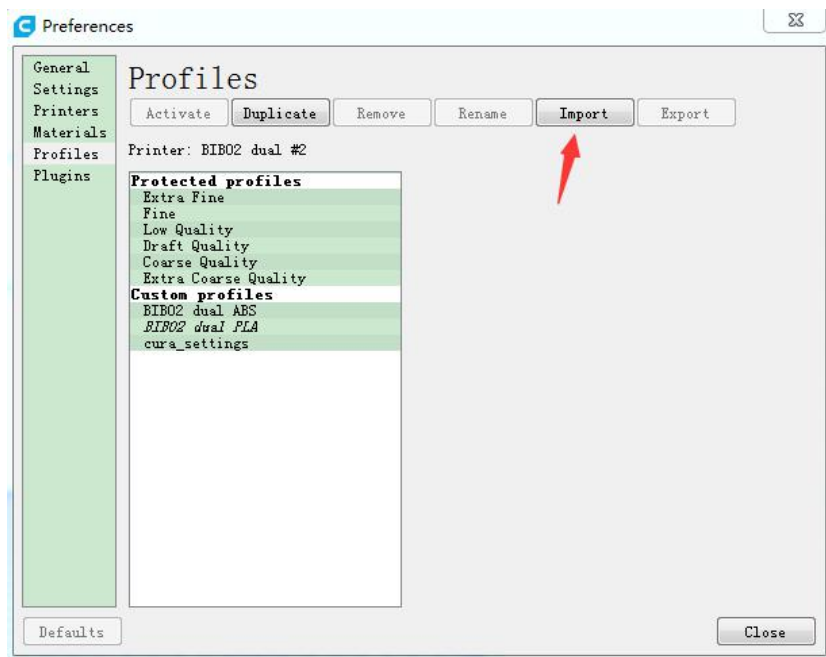 Preferences
General
Settings
Printers
Materials
Profiles
Plugins
Profiles
Activate Duplicate Remove Rename Import Export
Printer: BIBO2 dual #2
Protected profiles
Extra Fine
Fine
Low Quality
Draft Quality
Coarse Quality
Extra Coarse Quality
Custom profiles
BIBO2 dual ABS
BIBO2 dual PLA
cura_settings
Defaults
Close